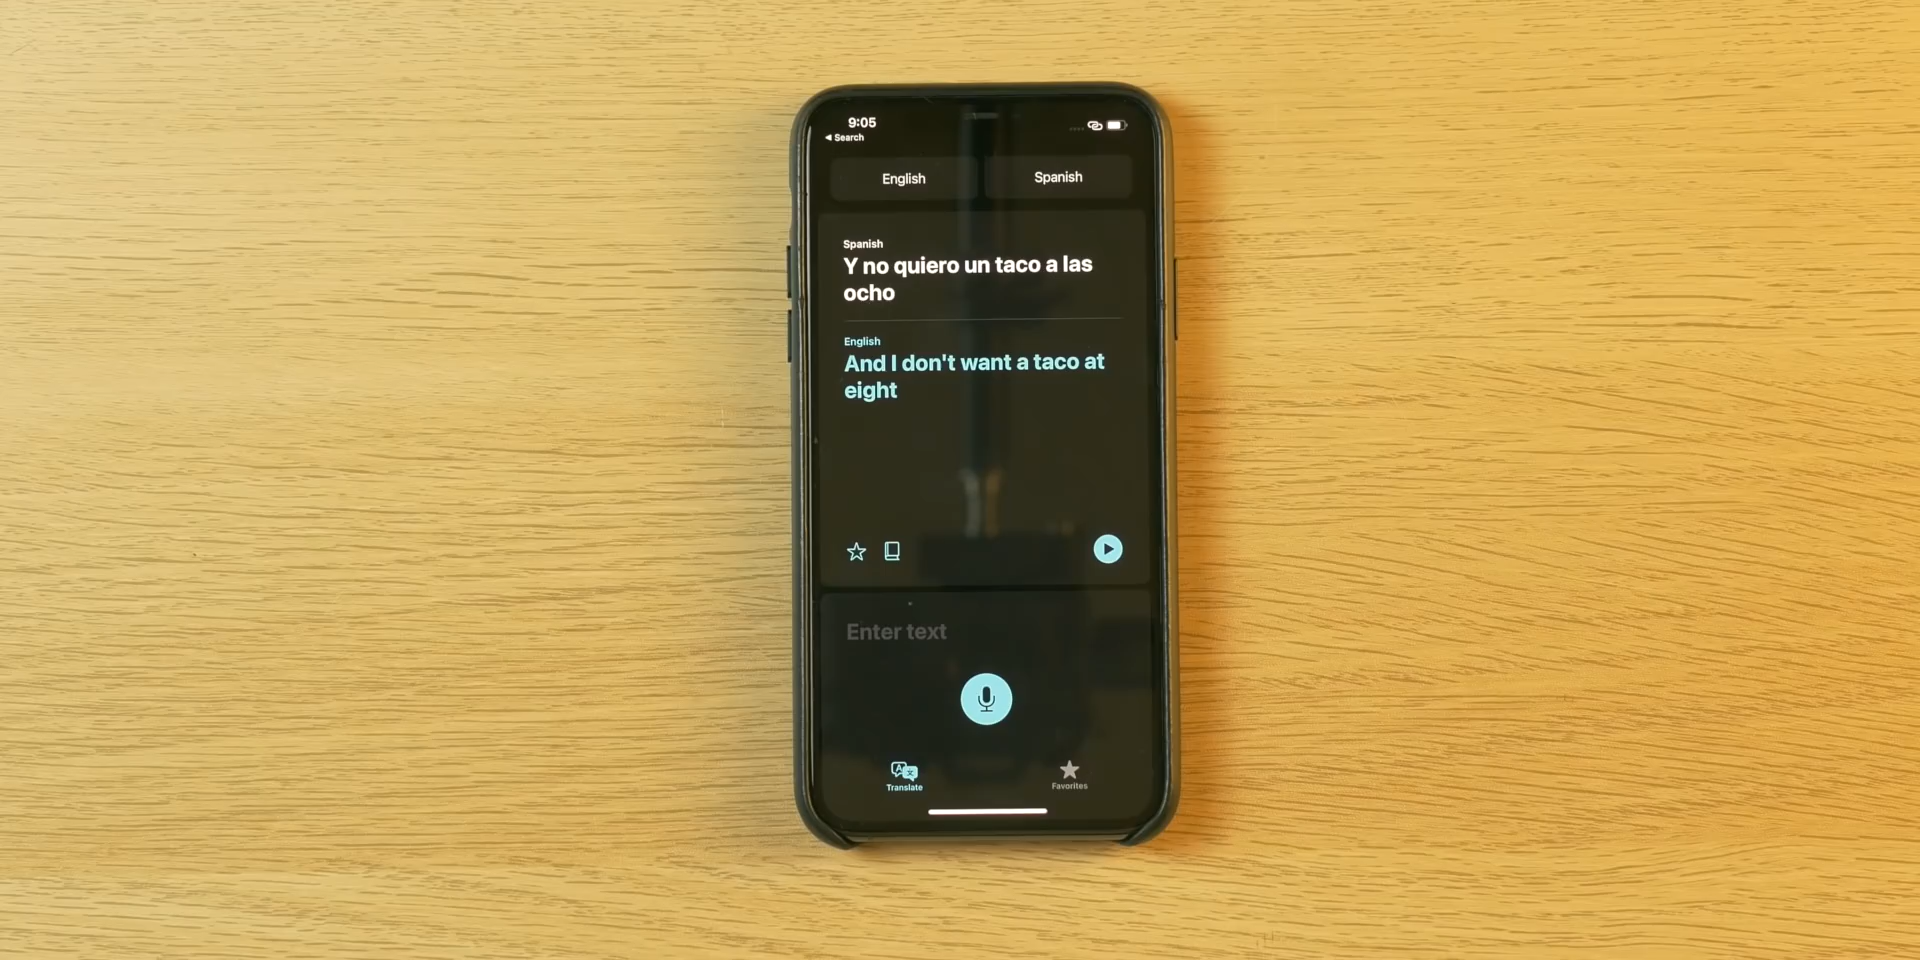 9:05
◀ Search
English
Spanish
Spanish
Y no quiero un taco a las
ocho
English
And I don't want a taco at
eight
Enter text
Translate
Favorites